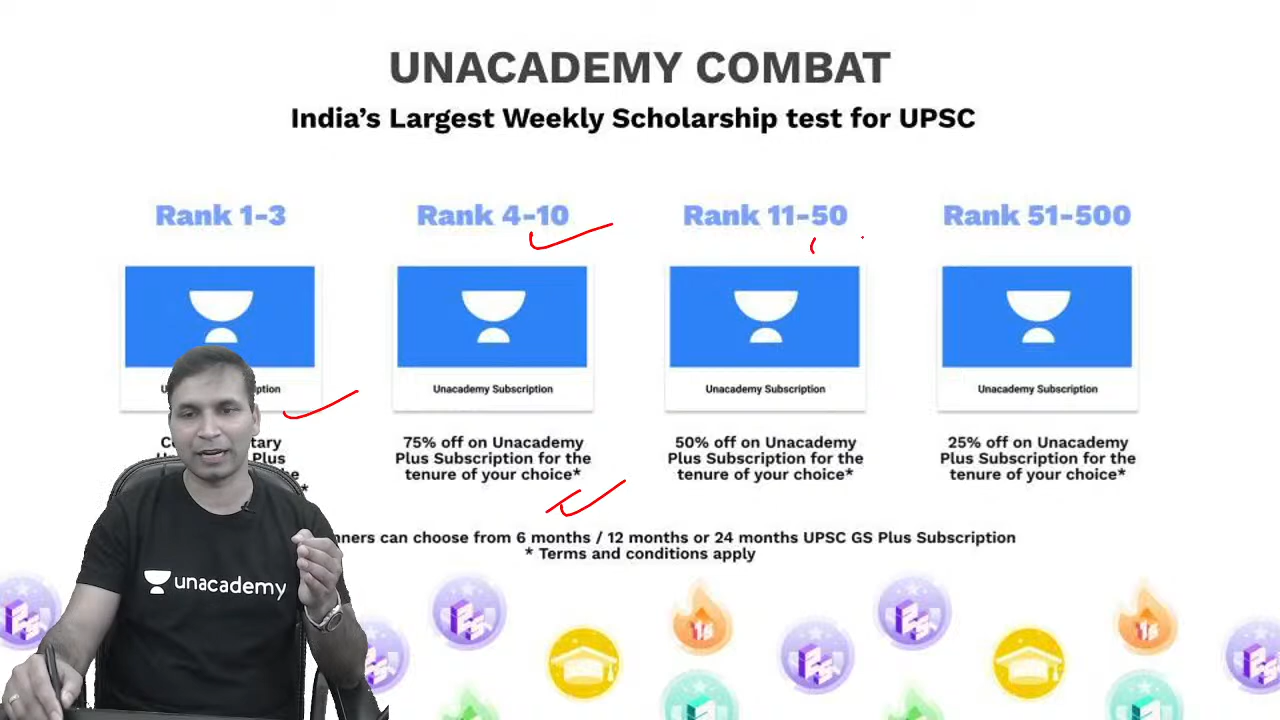 UNACADEMY COMBAT
India's Largest Weekly Scholarship test for UPSC
Rank 1-3
Rank 4-10
Rank 11-50
Rank 51-500
Unacademy Subscription
Unacademy Subscription
Unacademy Subscription
75% off on Unacademy
Plus Subscription for the
tenure of your choice*
50% off on Unacademy
Plus Subscription for the
tenure of your choice*
25% off on Unacademy
Plus Subscription for the
tenure of your choice*
can choose from 6 months / 12 months or 24 months UPSC GS Plus Subscription
* Terms and conditions apply
unacademy